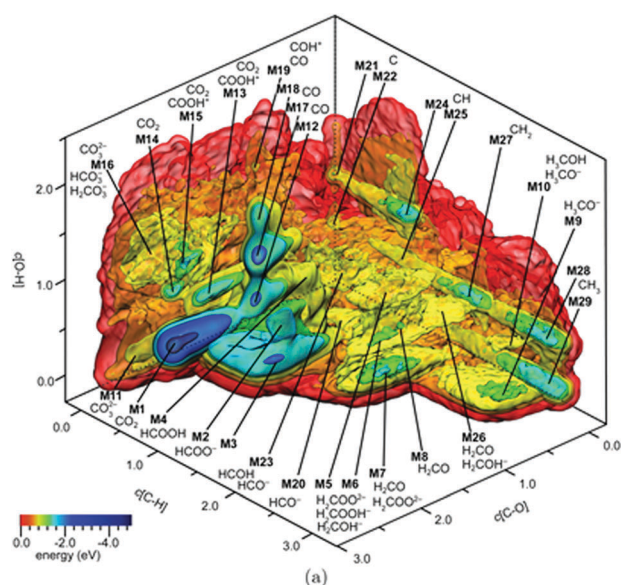 COH*
CO
M19
CO₂
COOH*
M13
CO₂
COOH*
M15
CO₂
M14
CO₃²⁻
M16
HCO₃⁻
H₂CO₃⁻
M18 CO
M17 CO
M12
M21 C
M22
M24 CH
M25
CH₂
M27
H₃COH
H₃CO⁻
M10
H₃CO⁻
M9
M28
CH₃
M29
c[O-H]
2.0
1.0
0.0
M11
CO₃²⁻
M1
CO₂
M4
HCOOH
M2
HCOO⁻
M3
M23
HCOH
HCO⁻
M20
HCO⁻
M5
H₂COO²⁻
H₂COOH⁻
H₂COH⁻
M6
M7
H₂CO
H₂COO²⁻
M8
H₂CO
M26
H₂CO
H₂COH⁻
0.0
1.0
2.0
3.0
c[C-H]
0.0
1.0
2.0
3.0
c[C-O]
0.0 -2.0 -4.0
energy (eV)
(a)